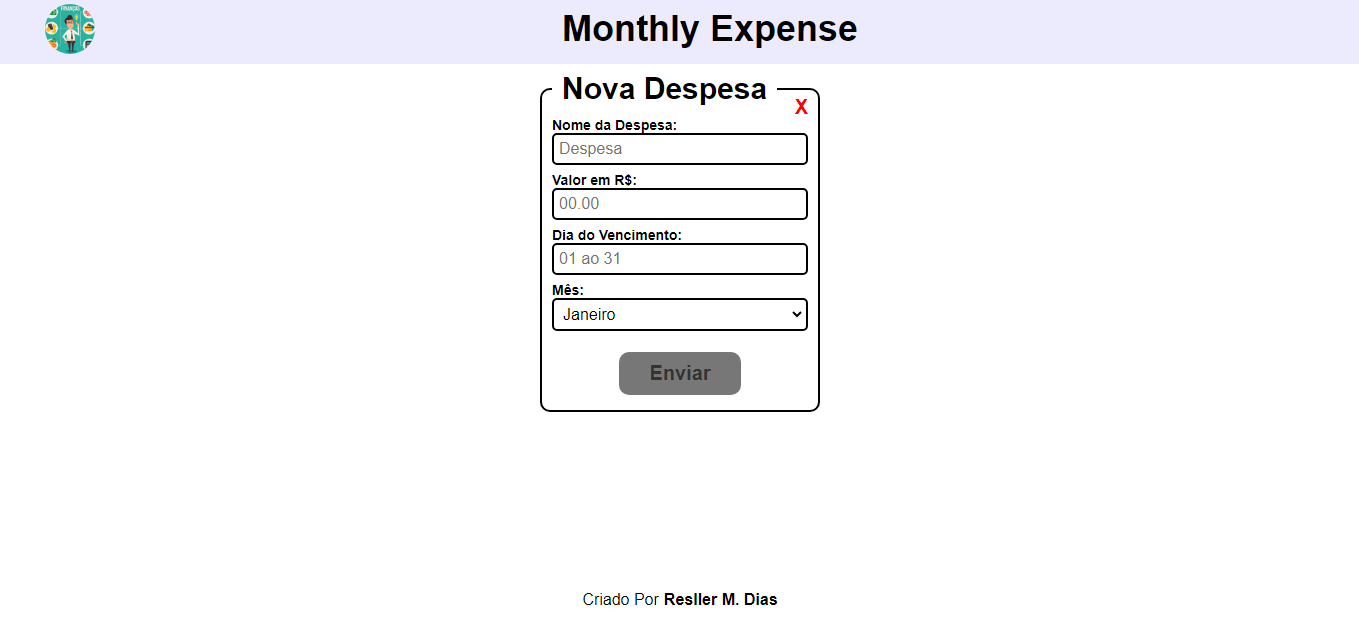 FINANÇAS
Monthly Expense
Nova Despesa
X
Nome da Despesa:
Despesa
Valor em R$:
00.00
Dia do Vencimento:
01 ao 31
Mês:
Janeiro
Enviar
Criado Por Resller M. Dias